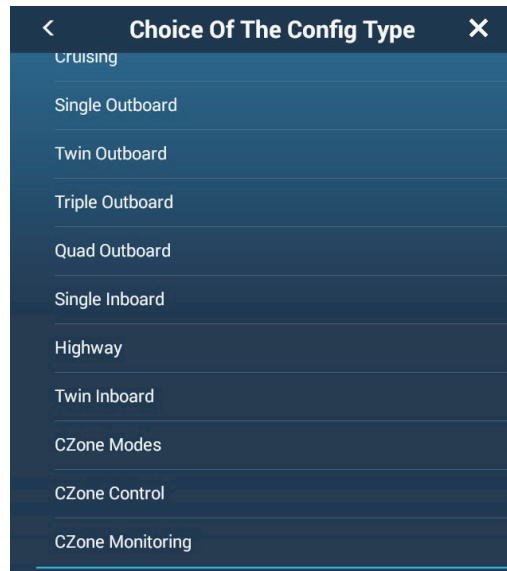 Choice Of The Config Type
Cruising
Single Outboard
Twin Outboard
Triple Outboard
Quad Outboard
Single Inboard
Highway
Twin Inboard
CZone Modes
CZone Control
CZone Monitoring